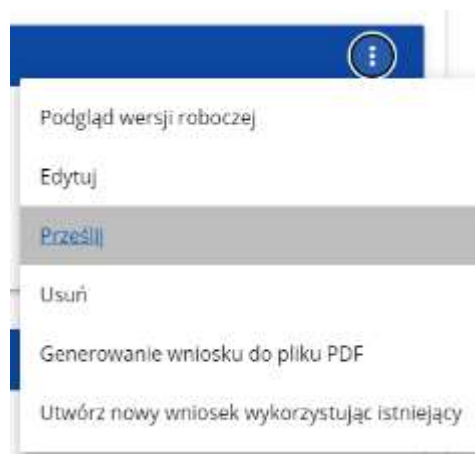 Podgląd wersji roboczej
Edytuj
Prześlij
Usuń
Generowanie wniosku do pliku PDF
Utwórz nowy wniosek wykorzystując istniejący